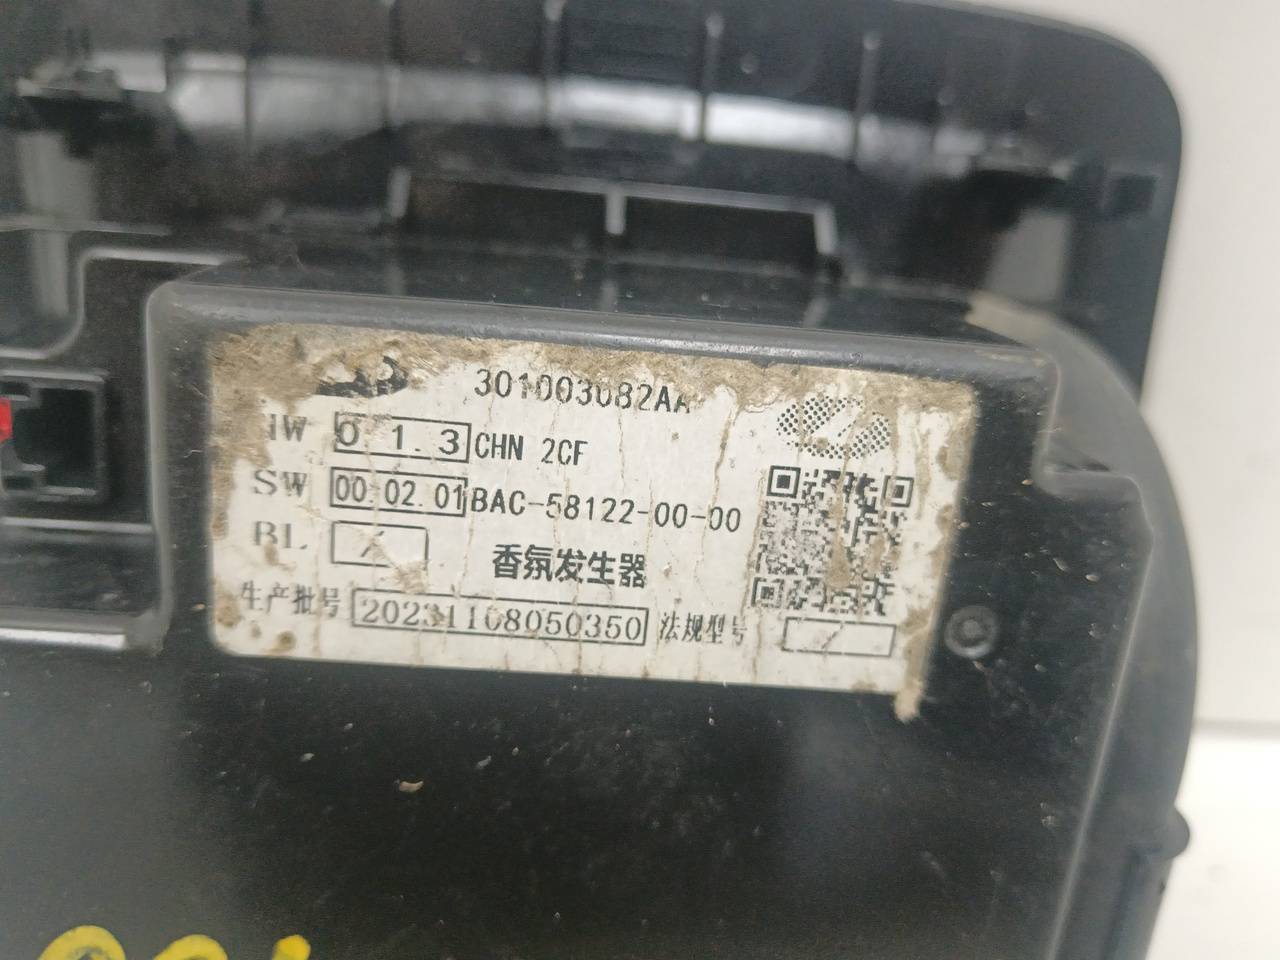 301003082AA
HW 0.1.3 CHN 2CF
SW 00.02.01 BAC-58122-00-00
BL /
香氛发生器
生产批号 20231108050350 法规型号 /